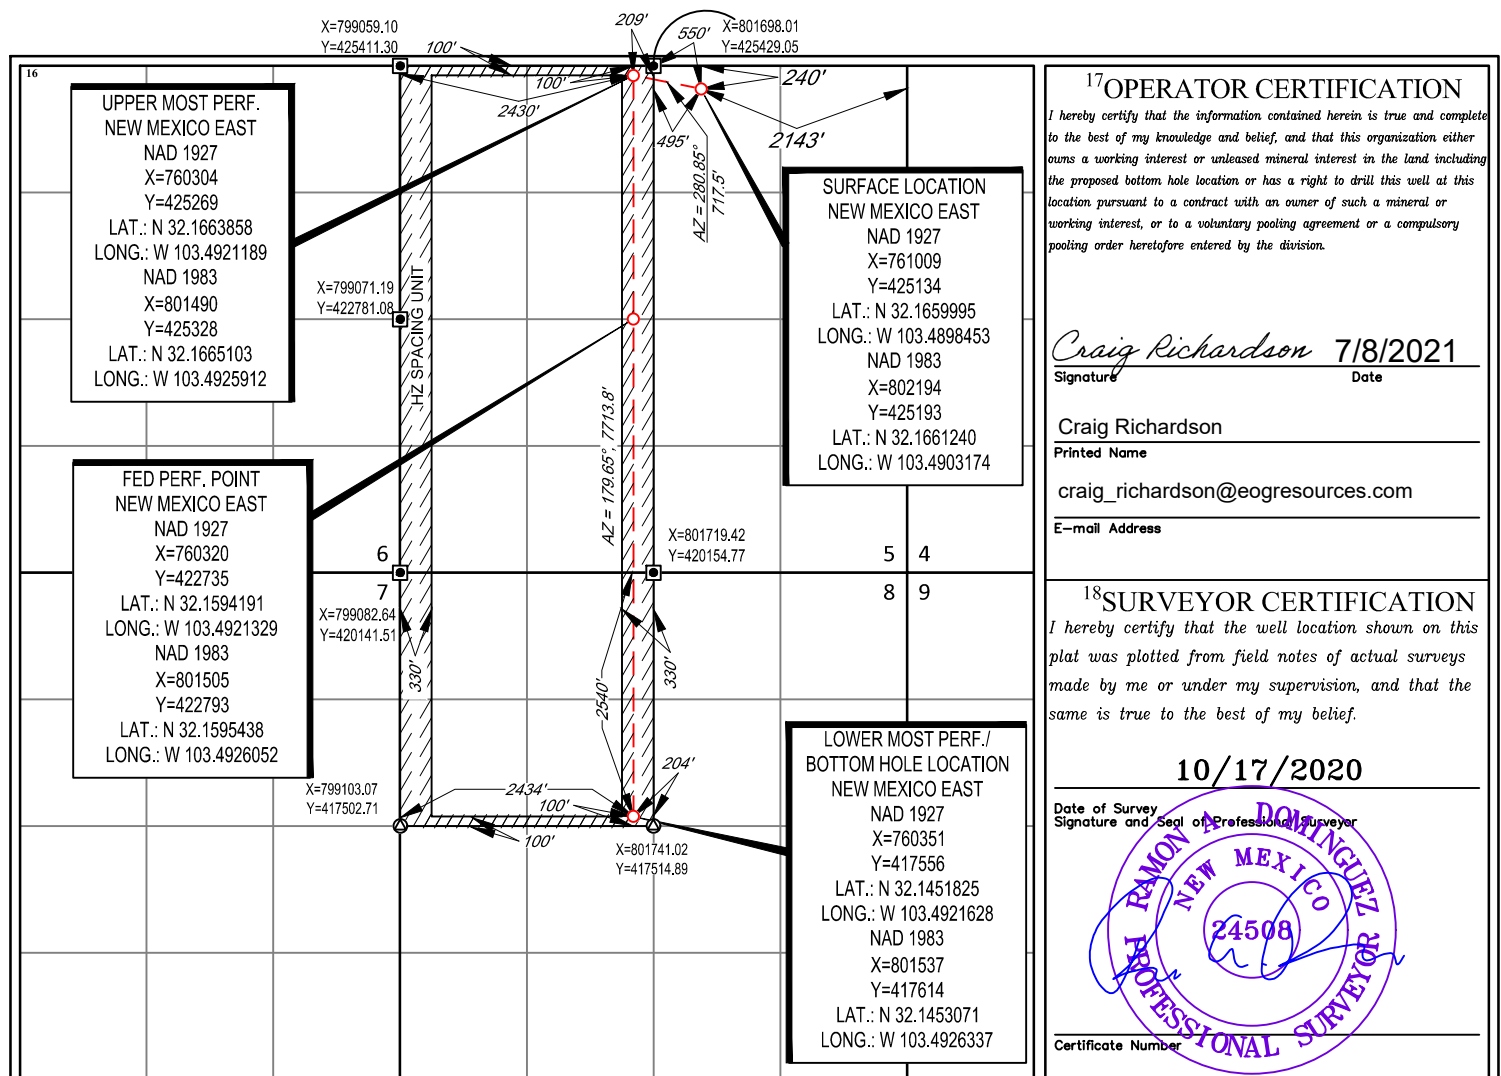 X=799059.10
Y=425411.30
100'
209'
550'
X=801698.01
Y=425429.05
16
100'
2430'
240'
495'
2143'
AZ = 280.85°
717.5'
UPPER MOST PERF.
NEW MEXICO EAST
NAD 1927
X=760304
Y=425269
LAT.: N 32.1663858
LONG.: W 103.4921189
NAD 1983
X=801490
Y=425328
LAT.: N 32.1665103
LONG.: W 103.4925912
SURFACE LOCATION
NEW MEXICO EAST
NAD 1927
X=761009
Y=425134
LAT.: N 32.1659995
LONG.: W 103.4898453
NAD 1983
X=802194
Y=425193
LAT.: N 32.1661240
LONG.: W 103.4903174
X=799071.19
Y=422781.08
HZ SPACING UNIT
AZ = 179.65°, 7713.8'
FED PERF. POINT
NEW MEXICO EAST
NAD 1927
X=760320
Y=422735
LAT.: N 32.1594191
LONG.: W 103.4921329
NAD 1983
X=801505
Y=422793
LAT.: N 32.1595438
LONG.: W 103.4926052
X=801719.42
Y=420154.77
6
7
5
4
8
9
X=799082.64
Y=420141.51
330'
2540'
330'
X=799103.07
Y=417502.71
2434'
100'
204'
100'
X=801741.02
Y=417514.89
LOWER MOST PERF./
BOTTOM HOLE LOCATION
NEW MEXICO EAST
NAD 1927
X=760351
Y=417556
LAT.: N 32.1451825
LONG.: W 103.4921628
NAD 1983
X=801537
Y=417614
LAT.: N 32.1453071
LONG.: W 103.4926337
17OPERATOR CERTIFICATION
I hereby certify that the information contained herein is true and complete
to the best of my knowledge and belief, and that this organization either
owns a working interest or unleased mineral interest in the land including
the proposed bottom hole location or has a right to drill this well at this
location pursuant to a contract with an owner of such a mineral or
working interest, or to a voluntary pooling agreement or a compulsory
pooling order heretofore entered by the division.
Craig Richardson 7/8/2021
Signature Date
Craig Richardson
Printed Name
craig_richardson@eogresources.com
E-mail Address
18SURVEYOR CERTIFICATION
I hereby certify that the well location shown on this
plat was plotted from field notes of actual surveys
made by me or under my supervision, and that the
same is true to the best of my belief.
10/17/2020
Date of Survey
Signature and Seal of Professional Surveyor
RAMON A. DOMINGUEZ
NEW MEXICO
24508
PROFESSIONAL SURVEYOR
Certificate Number